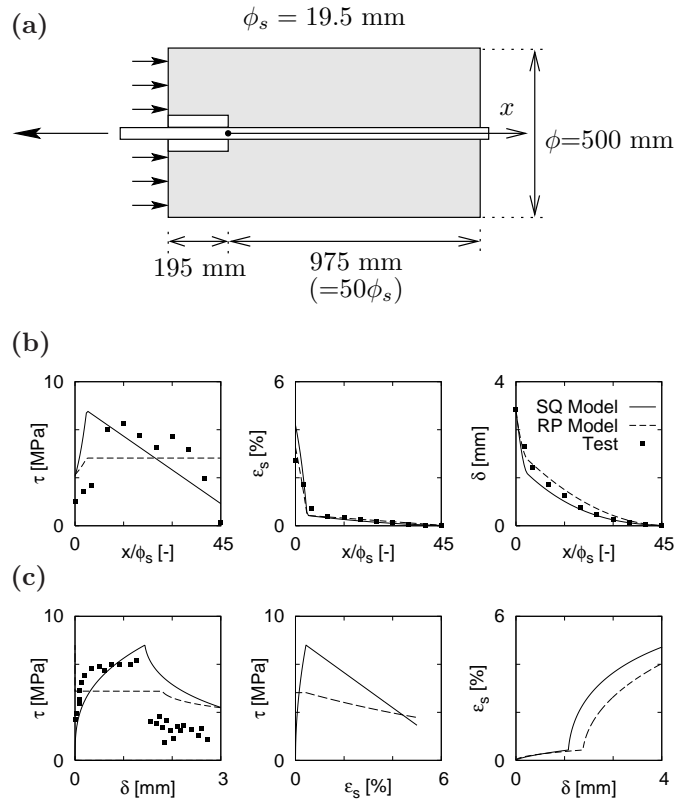 (a)
ϕₛ = 19.5 mm
x
ϕ=500 mm
195 mm
975 mm
(=50ϕₛ)
(b)
10
τ [MPa]
0
0
45
x/ϕₛ [-]
6
εₛ [%]
0
0
45
x/ϕₛ [-]
4
δ [mm]
0
0
45
x/ϕₛ [-]
SQ Model
RP Model
Test
(c)
10
τ [MPa]
0
0
3
δ [mm]
10
τ [MPa]
0
0
6
εₛ [%]
6
εₛ [%]
0
0
4
δ [mm]